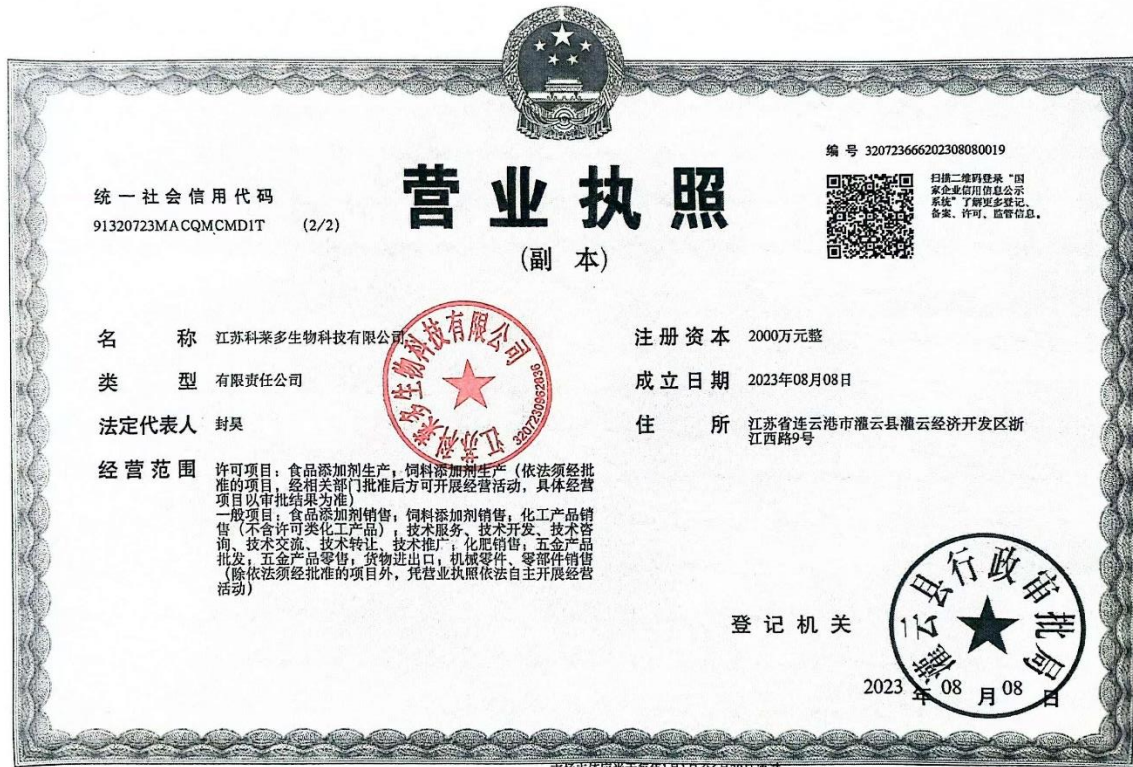 编 号 320723666202308080019
统一社会信用代码
91320723MACQMCMD1T (2/2)
营业执照
(副 本)
扫描二维码登录“国
家企业信用信息公示
系统”了解更多登记、
备案、许可、监管信息。
名 称 江苏科莱多生物科技有限公司
类 型 有限责任公司
法定代表人 封昊
经营范围 许可项目:食品添加剂生产;饲料添加剂生产(依法须经批
准的项目,经相关部门批准后方可开展经营活动,具体经营
项目以审批结果为准)
一般项目:食品添加剂销售;饲料添加剂销售;化工产品销
售(不含许可类化工产品);技术服务、技术开发、技术咨
询、技术交流、技术转让、技术推广;化肥销售;五金产品
批发;五金产品零售;货物进出口;机械零件、零部件销售
(除依法须经批准的项目外,凭营业执照依法自主开展经营
活动)
江苏科莱多生物科技有限公司
3207230962836
注册资本 2000万元整
成立日期 2023年08月08日
住 所 江苏省连云港市灌云县灌云经济开发区浙
江西路9号
登记机关
灌云县行政审批局
2023 年 08 月 08 日